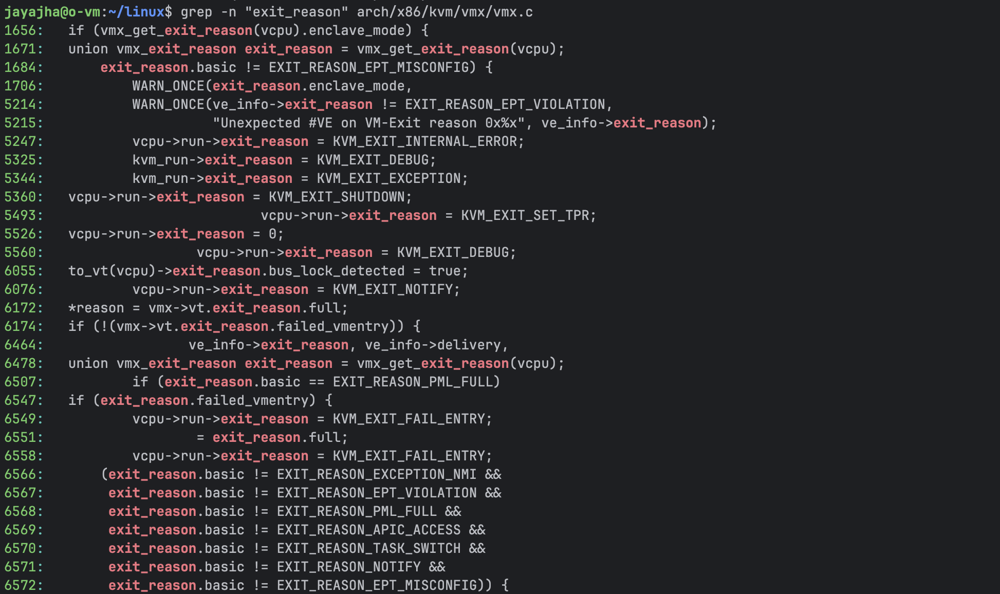 jayajha@o-vm:~/linux$ grep -n "exit_reason" arch/x86/kvm/vmx/vmx.c
1656:	if (vmx_get_exit_reason(vcpu).enclave_mode) {
1671:	union vmx_exit_reason exit_reason = vmx_get_exit_reason(vcpu);
1684:	    exit_reason.basic != EXIT_REASON_EPT_MISCONFIG) {
1706:		WARN_ONCE(exit_reason.enclave_mode,
5214:		WARN_ONCE(ve_info->exit_reason != EXIT_REASON_EPT_VIOLATION,
5215:			  "Unexpected #VE on VM-Exit reason 0x%x", ve_info->exit_reason);
5247:		vcpu->run->exit_reason = KVM_EXIT_INTERNAL_ERROR;
5325:		kvm_run->exit_reason = KVM_EXIT_DEBUG;
5344:		kvm_run->exit_reason = KVM_EXIT_EXCEPTION;
5360:	vcpu->run->exit_reason = KVM_EXIT_SHUTDOWN;
5493:				vcpu->run->exit_reason = KVM_EXIT_SET_TPR;
5526:	vcpu->run->exit_reason = 0;
5560:			vcpu->run->exit_reason = KVM_EXIT_DEBUG;
6055:	to_vt(vcpu)->exit_reason.bus_lock_detected = true;
6076:		vcpu->run->exit_reason = KVM_EXIT_NOTIFY;
6172:	*reason = vmx->vt.exit_reason.full;
6174:	if (!(vmx->vt.exit_reason.failed_vmentry)) {
6464:		       ve_info->exit_reason, ve_info->delivery,
6478:	union vmx_exit_reason exit_reason = vmx_get_exit_reason(vcpu);
6507:		if (exit_reason.basic == EXIT_REASON_PML_FULL)
6547:	if (exit_reason.failed_vmentry) {
6549:		vcpu->run->exit_reason = KVM_EXIT_FAIL_ENTRY;
6551:			= exit_reason.full;
6558:		vcpu->run->exit_reason = KVM_EXIT_FAIL_ENTRY;
6566:	    (exit_reason.basic != EXIT_REASON_EXCEPTION_NMI &&
6567:	     exit_reason.basic != EXIT_REASON_EPT_VIOLATION &&
6568:	     exit_reason.basic != EXIT_REASON_PML_FULL &&
6569:	     exit_reason.basic != EXIT_REASON_APIC_ACCESS &&
6570:	     exit_reason.basic != EXIT_REASON_TASK_SWITCH &&
6571:	     exit_reason.basic != EXIT_REASON_NOTIFY &&
6572:	     exit_reason.basic != EXIT_REASON_EPT_MISCONFIG)) {